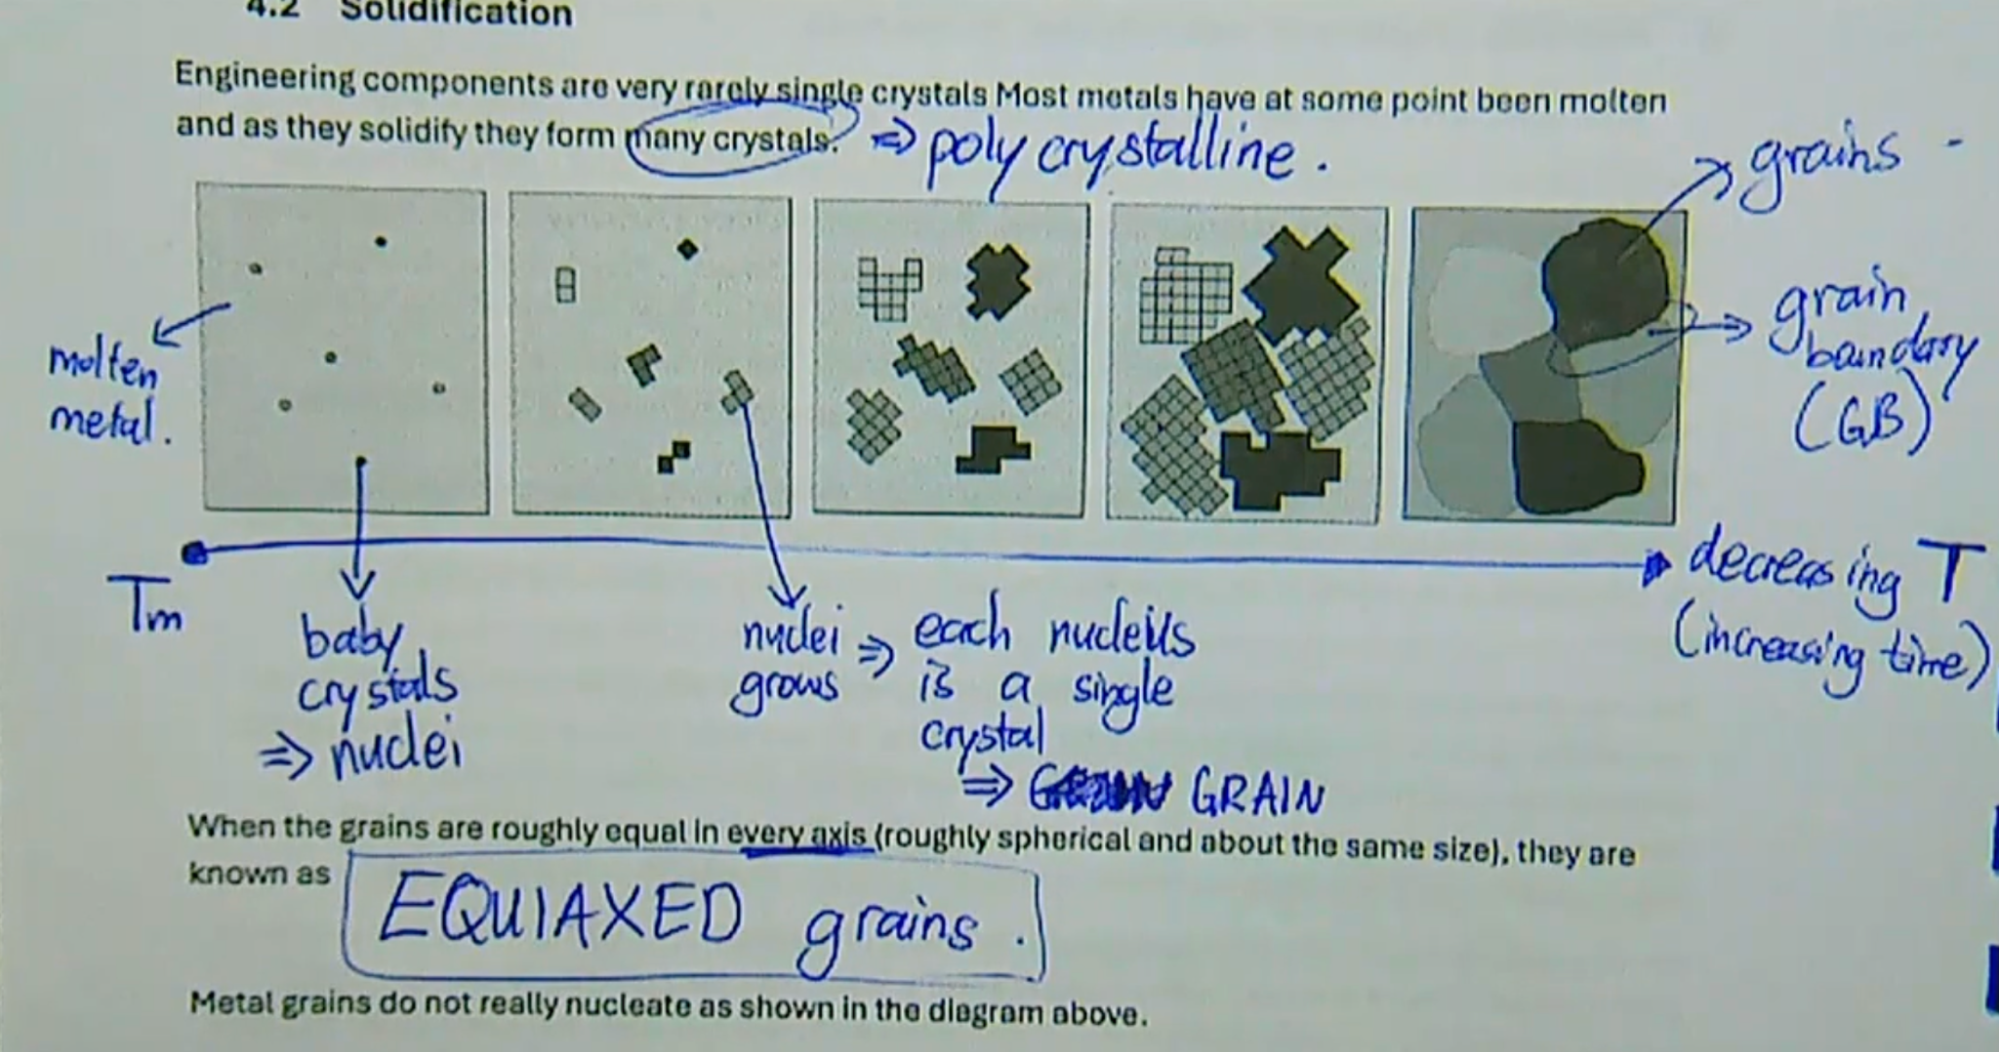 4.2 Solidification
Engineering components are very rarely single crystals Most metals have at some point been molten
and as they solidify they form many crystals. ⇒ poly crystalline.
grains
grain
boundary
(GB)
molten
metal.
Tm
decreasing T
(increasing time)
baby
crystals
⇒ nuclei
nuclei
grows
⇒ each nucleus
is a single
crystal
⇒ GRAIN
When the grains are roughly equal in every axis (roughly spherical and about the same size), they are
known as EQUIAXED grains.
Metal grains do not really nucleate as shown in the diagram above.